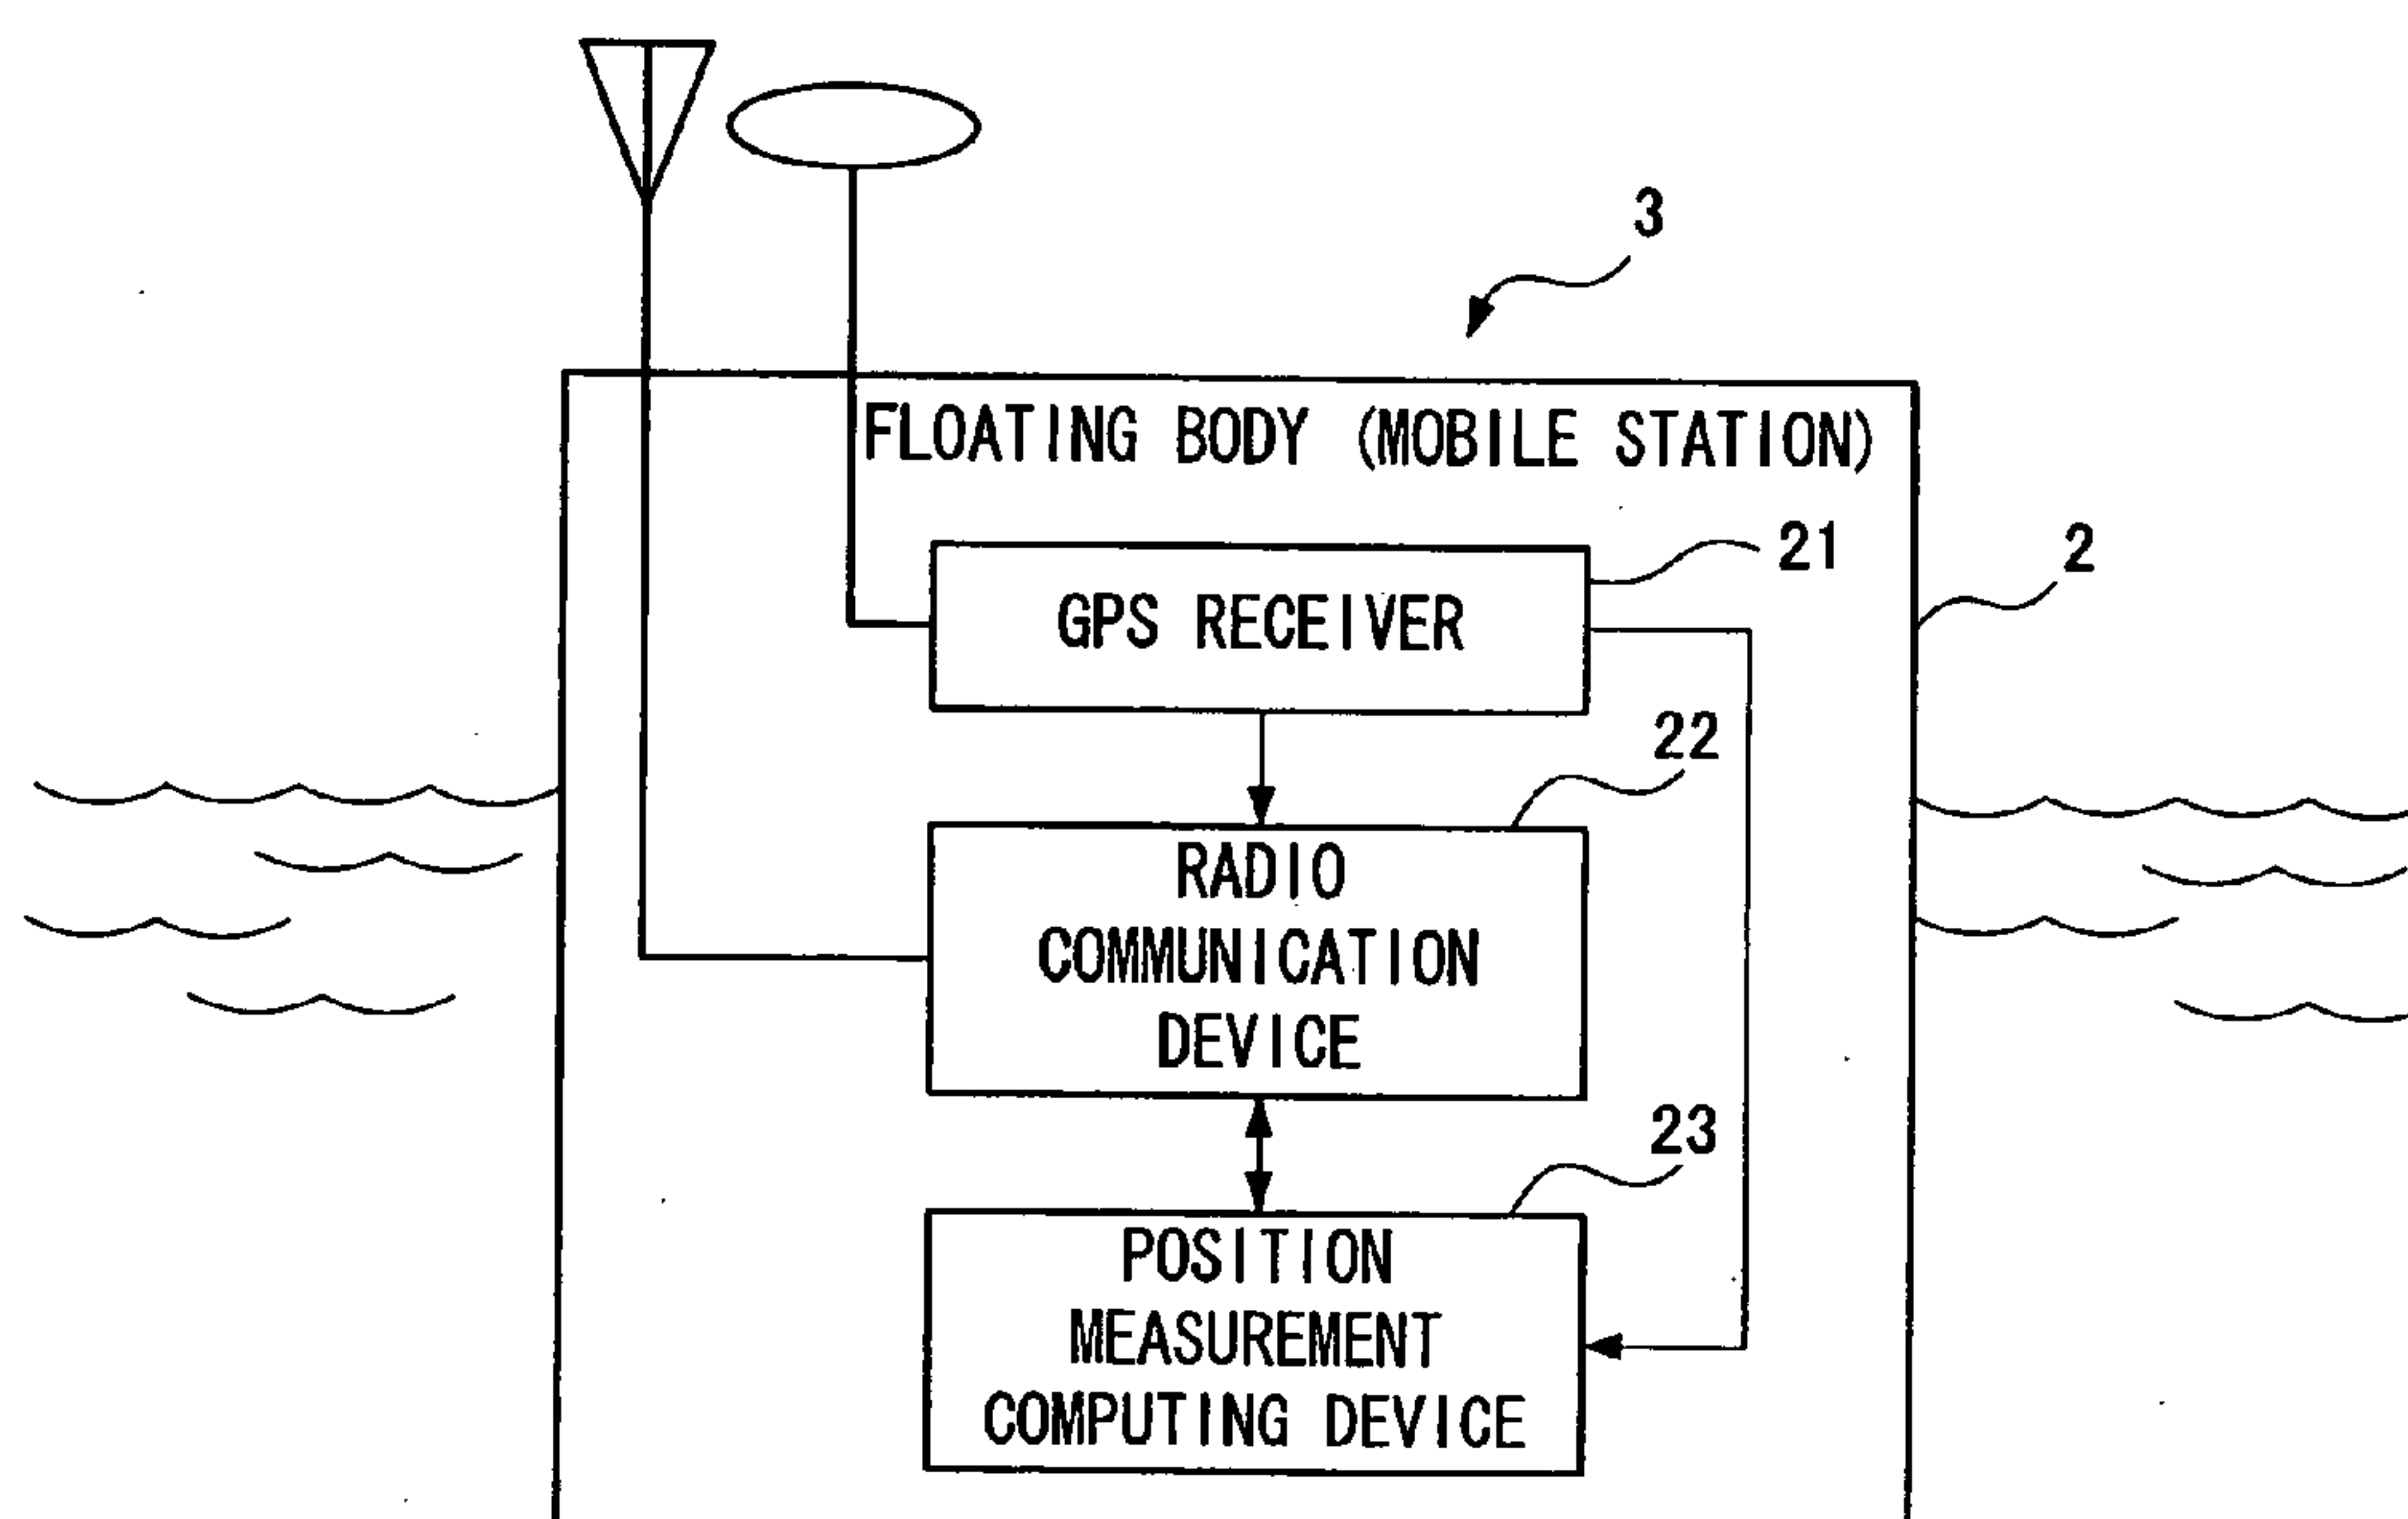 3
FLOATING BODY (MOBILE STATION)
21
2
GPS RECEIVER
22
RADIO
COMMUNICATION
DEVICE
23
POSITION
MEASUREMENT
COMPUTING DEVICE